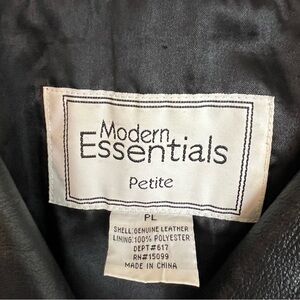 Modern
Essentials
Petite
PL
SHELL:GENUINE LEATHER
LINING:100% POLYESTER
DEPT#617
RN#15099
MADE IN CHINA